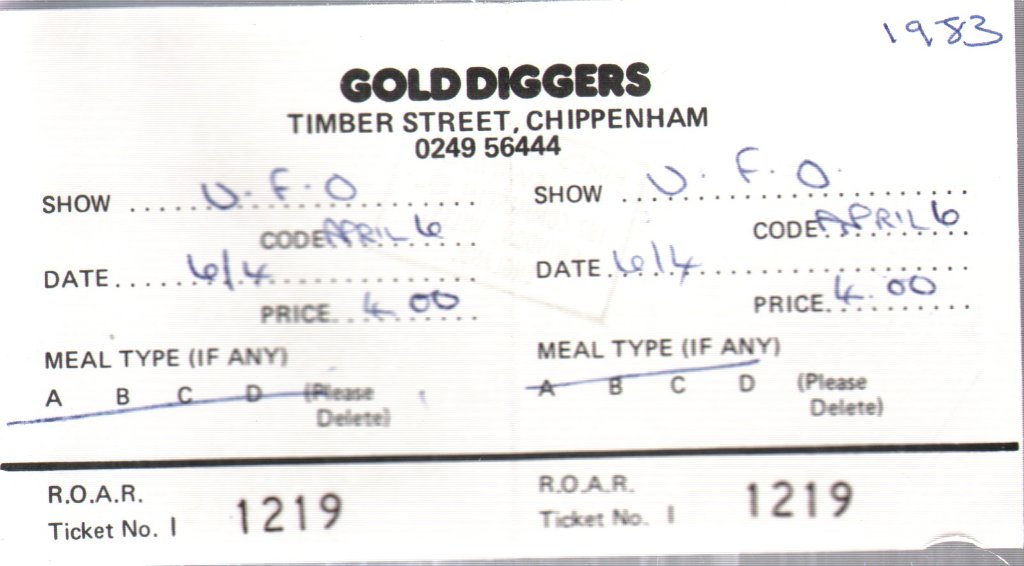 1983
GOLD DIGGERS
TIMBER STREET, CHIPPENHAM
0249 56444
SHOW ...... U.F.O
CODE APRIL 6
DATE ...... 6/4
PRICE ... 4.00
MEAL TYPE (IF ANY)
A B C D (Please
Delete)
R.O.A.R.
Ticket No. 1 1219
SHOW ...... U.F.O.
CODE APRIL 6
DATE ... 6/4
PRICE ... 4.00
MEAL TYPE (IF ANY)
A B C D (Please
Delete)
R.O.A.R.
Ticket No. 1 1219